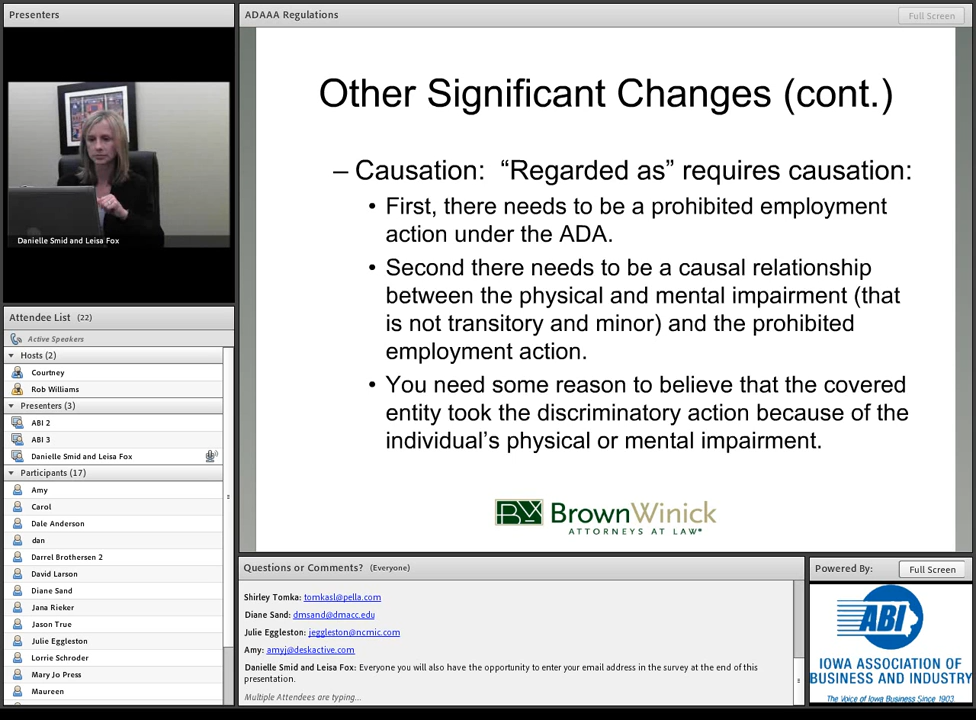 Presenters
Danielle Smid and Leisa Fox
Attendee List (22)
Active Speakers
Hosts (2)
Courtney
Rob Williams
Presenters (3)
ABI 2
ABI 3
Danielle Smid and Leisa Fox
Participants (17)
Amy
Carol
Dale Anderson
dan
Darrel Brothersen 2
David Larson
Diane Sand
Jana Rieker
Jason True
Julie Eggleston
Lorrie Schroder
Mary Jo Press
Maureen
ADAAA Regulations
Full Screen
Other Significant Changes (cont.)
– Causation: “Regarded as” requires causation:
• First, there needs to be a prohibited employment
action under the ADA.
• Second there needs to be a causal relationship
between the physical and mental impairment (that
is not transitory and minor) and the prohibited
employment action.
• You need some reason to believe that the covered
entity took the discriminatory action because of the
individual’s physical or mental impairment.
BrownWinick
ATTORNEYS AT LAW®
Questions or Comments? (Everyone)
Shirley Tomka: tomkasl@pella.com
Diane Sand: dmsand@dmacc.edu
Julie Eggleston: jeggleston@ncmic.com
Amy: amyj@deskactive.com
Danielle Smid and Leisa Fox: Everyone you will also have the opportunity to enter your email address in the survey at the end of this
presentation.
Multiple Attendees are typing...
Powered By:
Full Screen
ABI
IOWA ASSOCIATION OF
BUSINESS AND INDUSTRY
The Voice of Iowa Business Since 1903